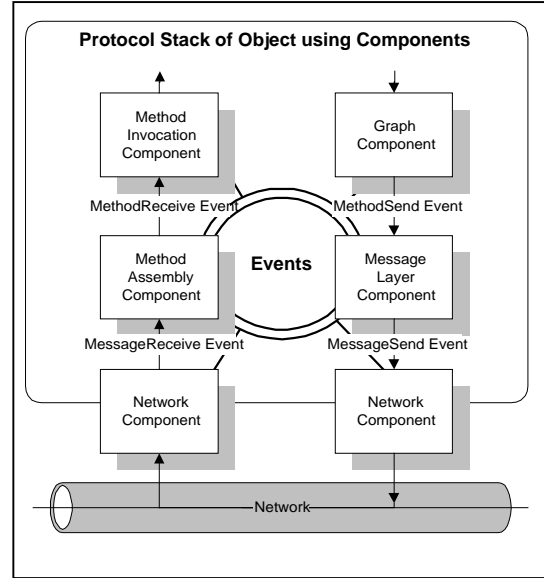 Protocol Stack of Object using Components
Method
Invocation
Component
Graph
Component
MethodReceive Event
MethodSend Event
Method
Assembly
Component
Events
Message
Layer
Component
MessageReceive Event
MessageSend Event
Network
Component
Network
Component
Network